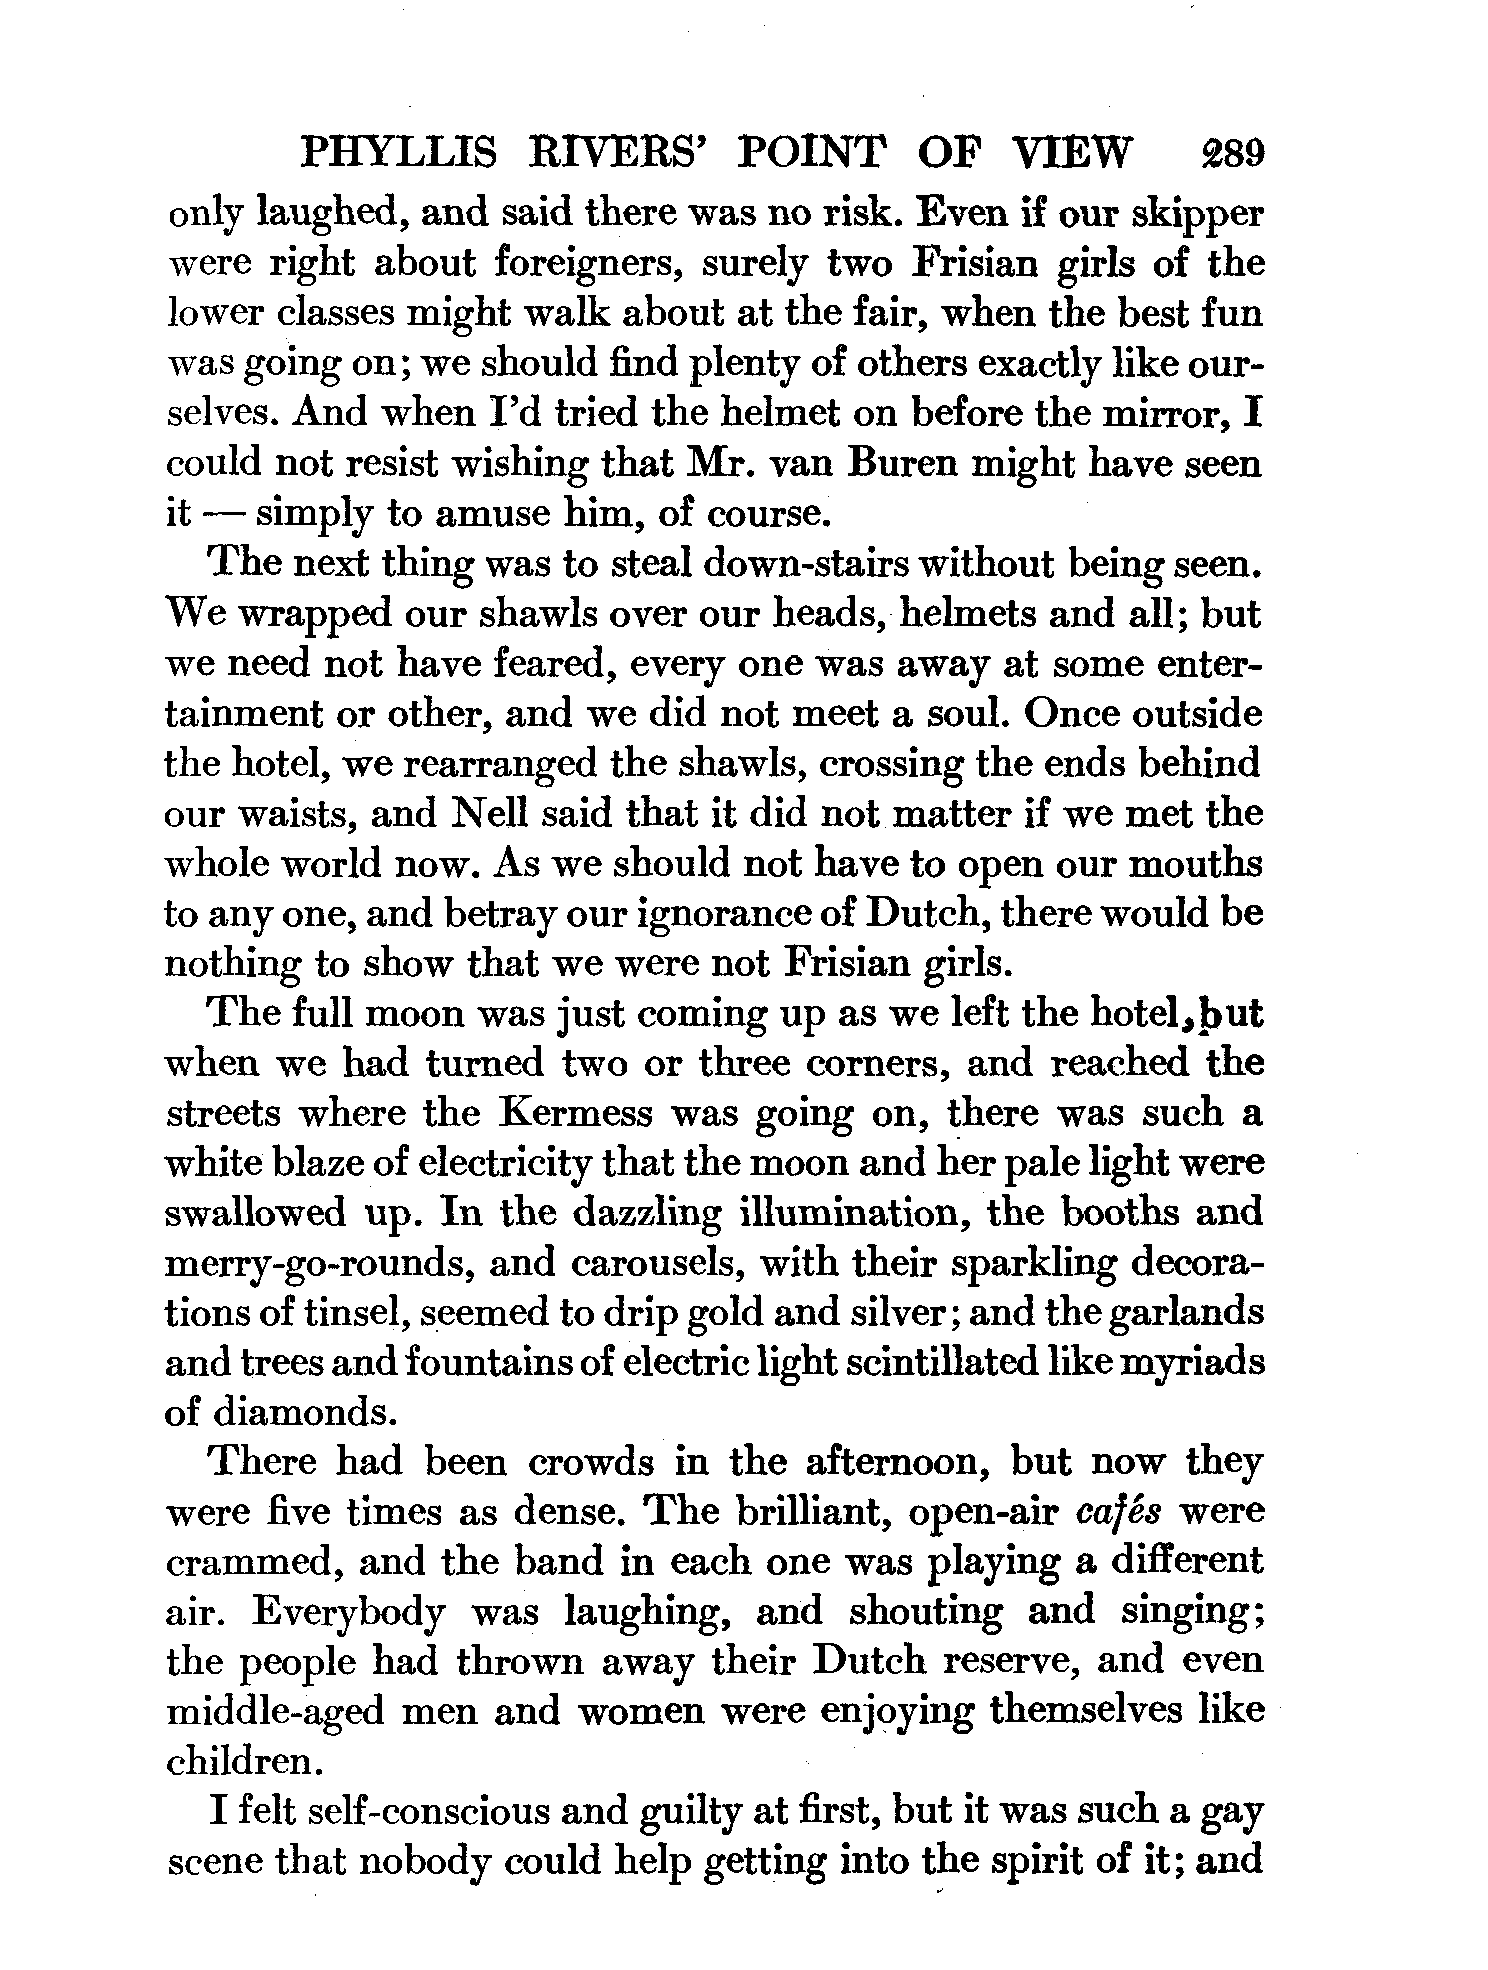 PHYLLIS RIVERS' POINT OF VIEW 289
only laughed, and said there was no risk. Even if our skipper
were right about foreigners, surely two Frisian girls of the
lower classes might walk about at the fair, when the best fun
was going on; we should find plenty of others exactly like our-
selves. And when I'd tried the helmet on before the mirror, I
could not resist wishing that Mr. van Buren might have seen
it — simply to amuse him, of course.
The next thing was to steal down-stairs without being seen.
We wrapped our shawls over our heads, helmets and all; but
we need not have feared, every one was away at some enter-
tainment or other, and we did not meet a soul. Once outside
the hotel, we rearranged the shawls, crossing the ends behind
our waists, and Nell said that it did not matter if we met the
whole world now. As we should not have to open our mouths
to any one, and betray our ignorance of Dutch, there would be
nothing to show that we were not Frisian girls.
The full moon was just coming up as we left the hotel, but
when we had turned two or three corners, and reached the
streets where the Kermess was going on, there was such a
white blaze of electricity that the moon and her pale light were
swallowed up. In the dazzling illumination, the booths and
merry-go-rounds, and carousels, with their sparkling decora-
tions of tinsel, seemed to drip gold and silver; and the garlands
and trees and fountains of electric light scintillated like myriads
of diamonds.
There had been crowds in the afternoon, but now they
were five times as dense. The brilliant, open-air cafés were
crammed, and the band in each one was playing a different
air. Everybody was laughing, and shouting and singing;
the people had thrown away their Dutch reserve, and even
middle-aged men and women were enjoying themselves like
children.
I felt self-conscious and guilty at first, but it was such a gay
scene that nobody could help getting into the spirit of it; and